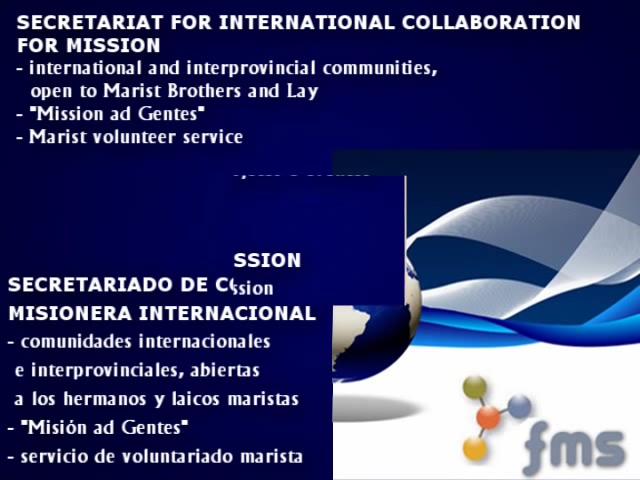 SECRETARIAT FOR INTERNATIONAL COLLABORATION
FOR MISSION
- international and interprovincial communities,
open to Marist Brothers and Lay
- "Mission ad Gentes"
- Marist volunteer service
SSION
SECRETARIADO DE CO
ssion
MISIONERA INTERNACIONAL
- comunidades internacionales
e interprovinciales, abiertas
a los hermanos y laicos maristas
- "Misión ad Gentes"
- servicio de voluntariado marista
fms